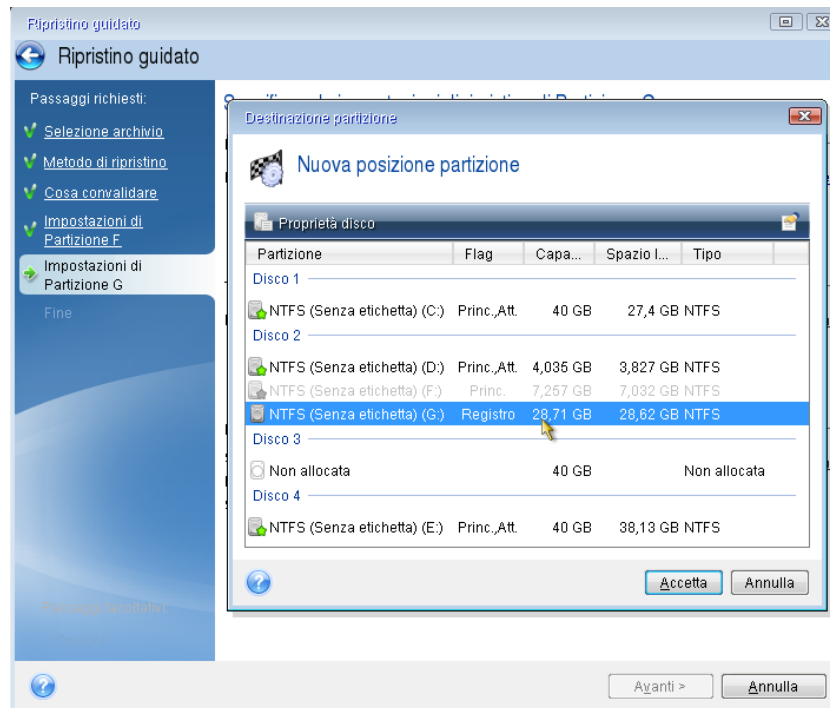 Ripristino guidato
Ripristino guidato
Passaggi richiesti:
Selezione archivio
Metodo di ripristino
Cosa convalidare
Impostazioni di
Partizione F
Impostazioni di
Partizione G
Fine
Destinazione partizione
Nuova posizione partizione
Proprietà disco
Partizione Flag Capa... Spazio l... Tipo
Disco 1
NTFS (Senza etichetta) (C:) Princ.,Att. 40 GB 27,4 GB NTFS
Disco 2
NTFS (Senza etichetta) (D:) Princ.,Att. 4,035 GB 3,827 GB NTFS
NTFS (Senza etichetta) (F:) Princ. 7,257 GB 7,032 GB NTFS
NTFS (Senza etichetta) (G:) Registro 28,71 GB 28,62 GB NTFS
Disco 3
Non allocata 40 GB Non allocata
Disco 4
NTFS (Senza etichetta) (E:) Princ.,Att. 40 GB 38,13 GB NTFS
Accetta Annulla
Avanti > Annulla